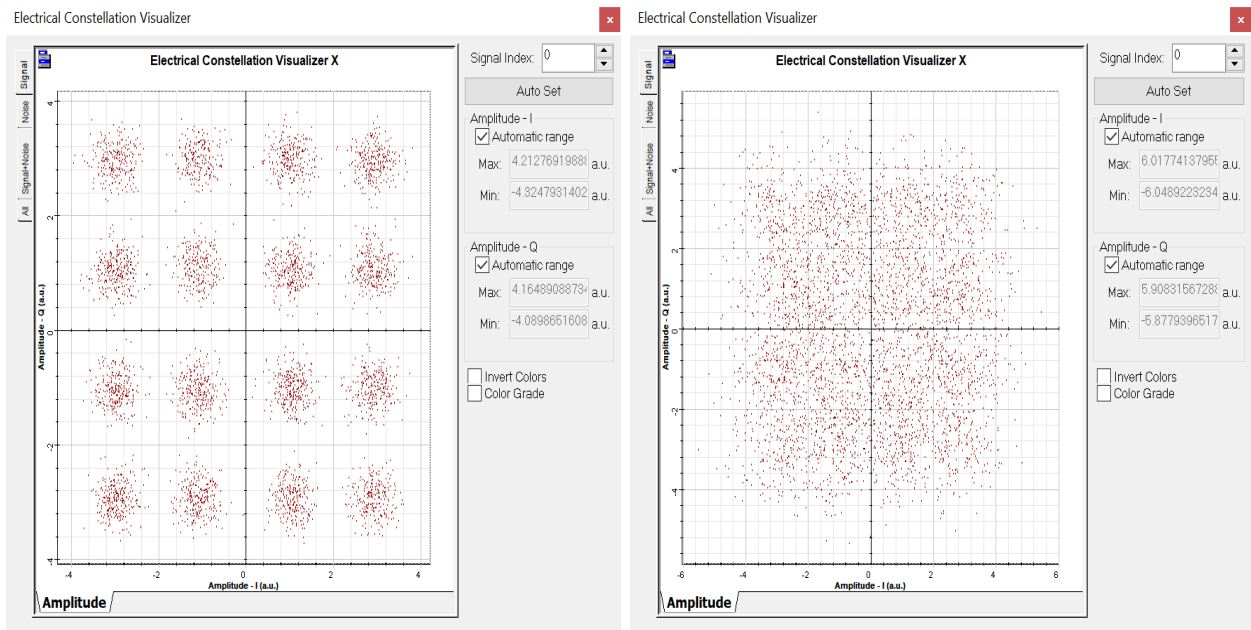 Electrical Constellation Visualizer
x
Electrical Constellation Visualizer X
Signal
Noise
Signal+Noise
All
Amplitude - Q (a.u.)
4
2
0
-2
-4
-4
-2
0
2
4
Amplitude - I (a.u.)
Amplitude
Signal Index: 0
Auto Set
Amplitude - I
Automatic range
Max: 4.2127691988 a.u.
Min: -4.3247931402 a.u.
Amplitude - Q
Automatic range
Max: 4.1648908873 a.u.
Min: -4.0898651608 a.u.
Invert Colors
Color Grade
Electrical Constellation Visualizer
x
Electrical Constellation Visualizer X
Signal
Noise
Signal+Noise
All
Amplitude - Q (a.u.)
4
2
0
-2
-4
-6
-4
-2
0
2
4
6
Amplitude - I (a.u.)
Amplitude
Signal Index: 0
Auto Set
Amplitude - I
Automatic range
Max: 6.0177413795 a.u.
Min: -6.0489223234 a.u.
Amplitude - Q
Automatic range
Max: 5.9083156728 a.u.
Min: -5.8779396517 a.u.
Invert Colors
Color Grade